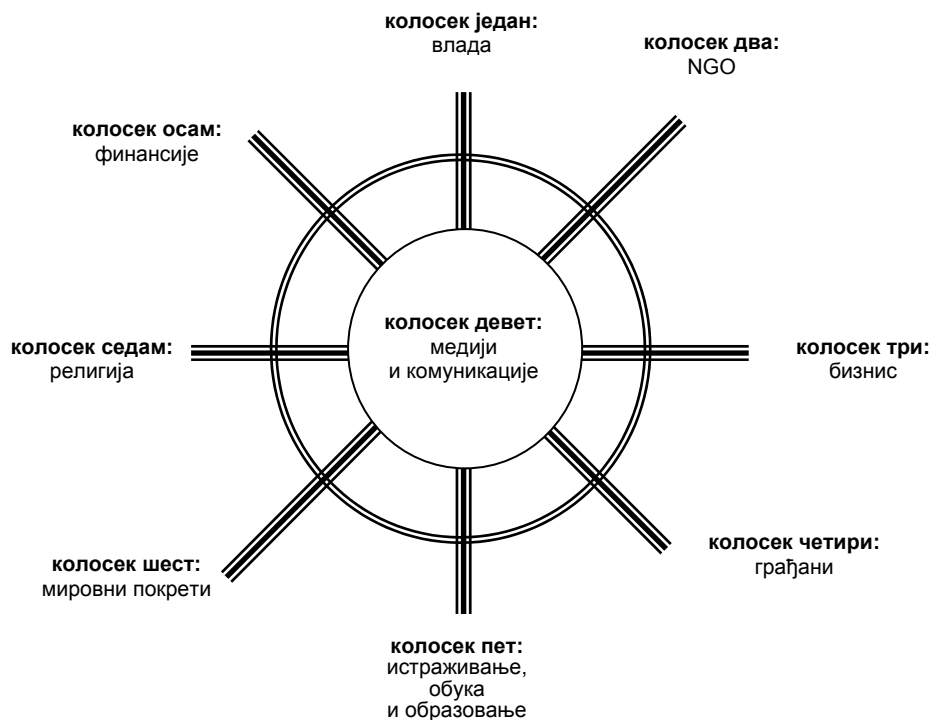 колосек један:
влада
колосек два:
NGO
колосек осам:
финансије
колосек девет:
медији
и комуникације
колосек седам:
религија
колосек три:
бизнис
колосек четири:
грађани
колосек шест:
мировни покрети
колосек пет:
истраживање,
обука
и образовање